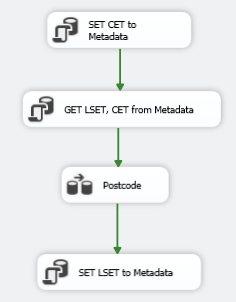 SET CET to
Metadata
GET LSET, CET from Metadata
Postcode
SET LSET to Metadata